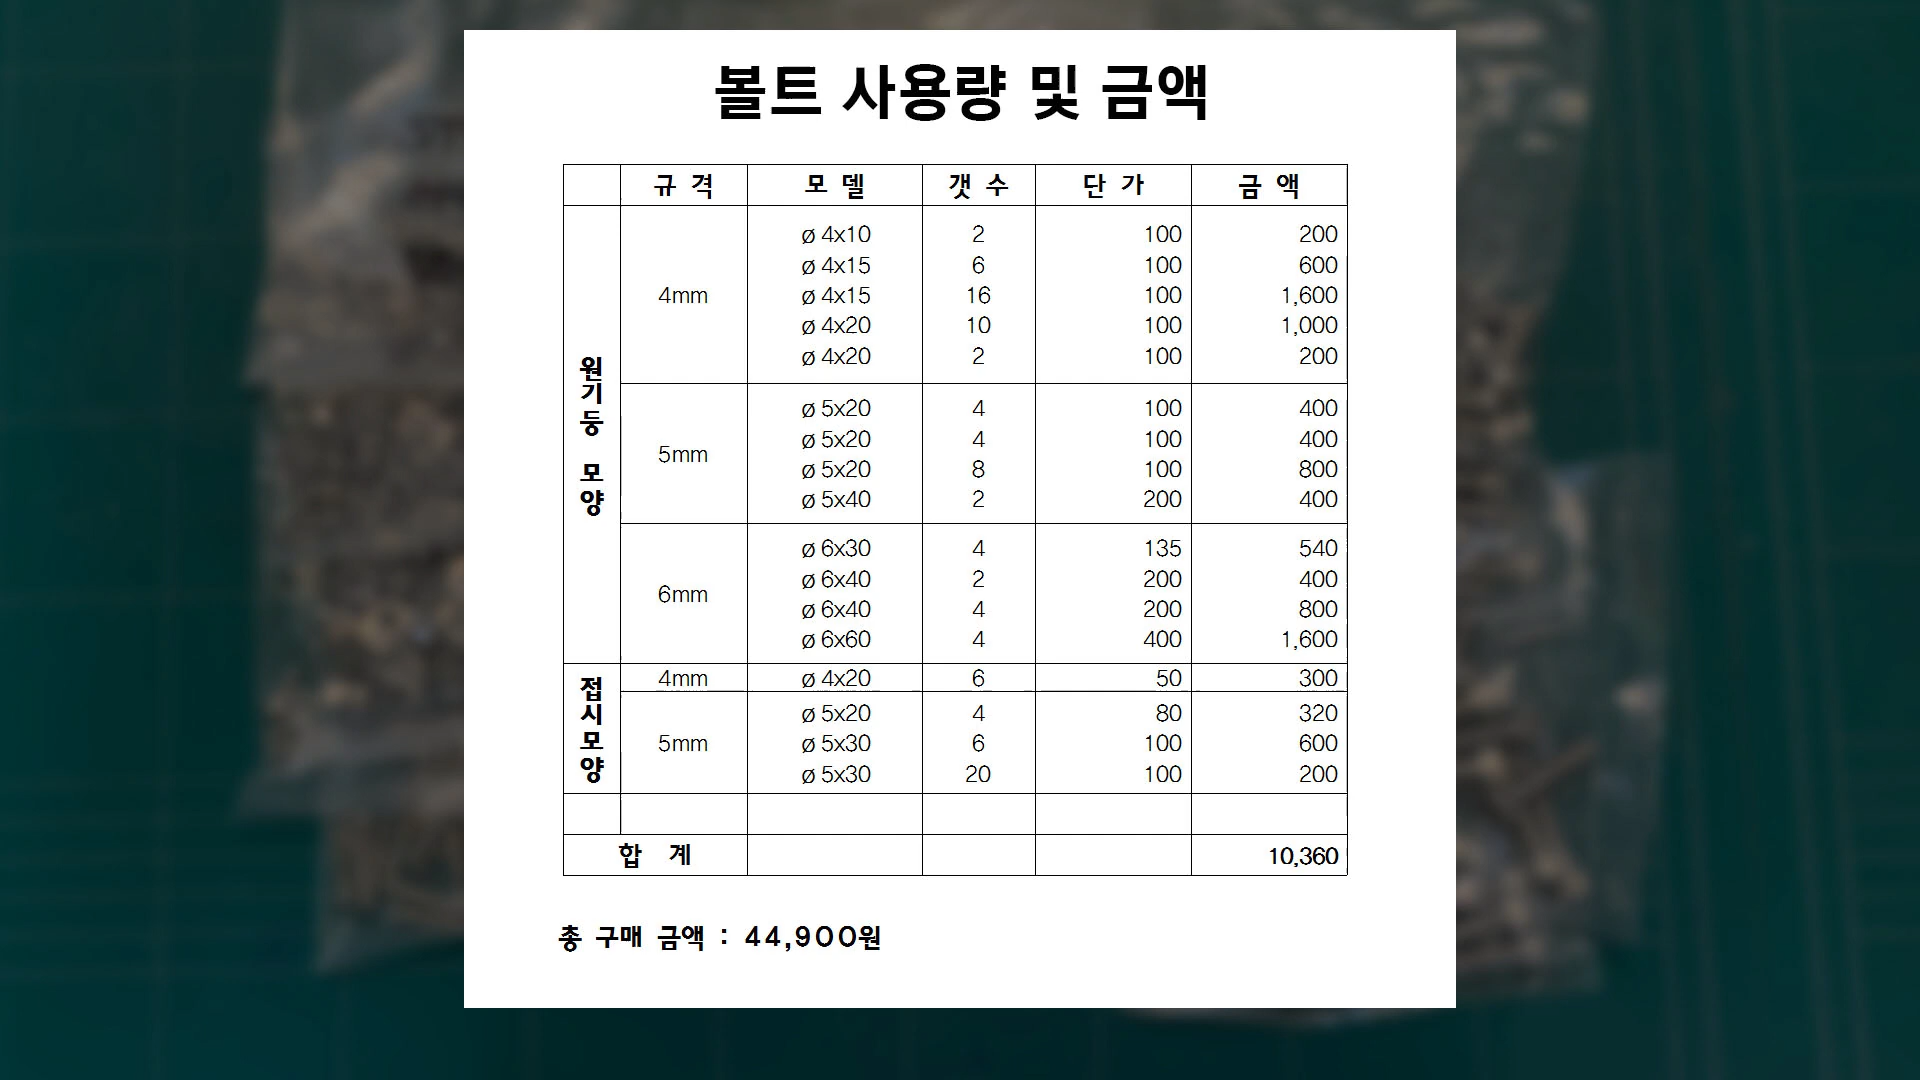 볼트 사용량 및 금액
규 격 모 델 갯 수 단 가 금 액
원기둥 모양
4mm
ø 4x10 2 100 200
ø 4x15 6 100 600
ø 4x15 16 100 1,600
ø 4x20 10 100 1,000
ø 4x20 2 100 200
5mm
ø 5x20 4 100 400
ø 5x20 4 100 400
ø 5x20 8 100 800
ø 5x40 2 200 400
6mm
ø 6x30 4 135 540
ø 6x40 2 200 400
ø 6x40 4 200 800
ø 6x60 4 400 1,600
접시모양
4mm ø 4x20 6 50 300
5mm
ø 5x20 4 80 320
ø 5x30 6 100 600
ø 5x30 20 100 200
합 계 10,360
총 구매 금액 : 44,900원